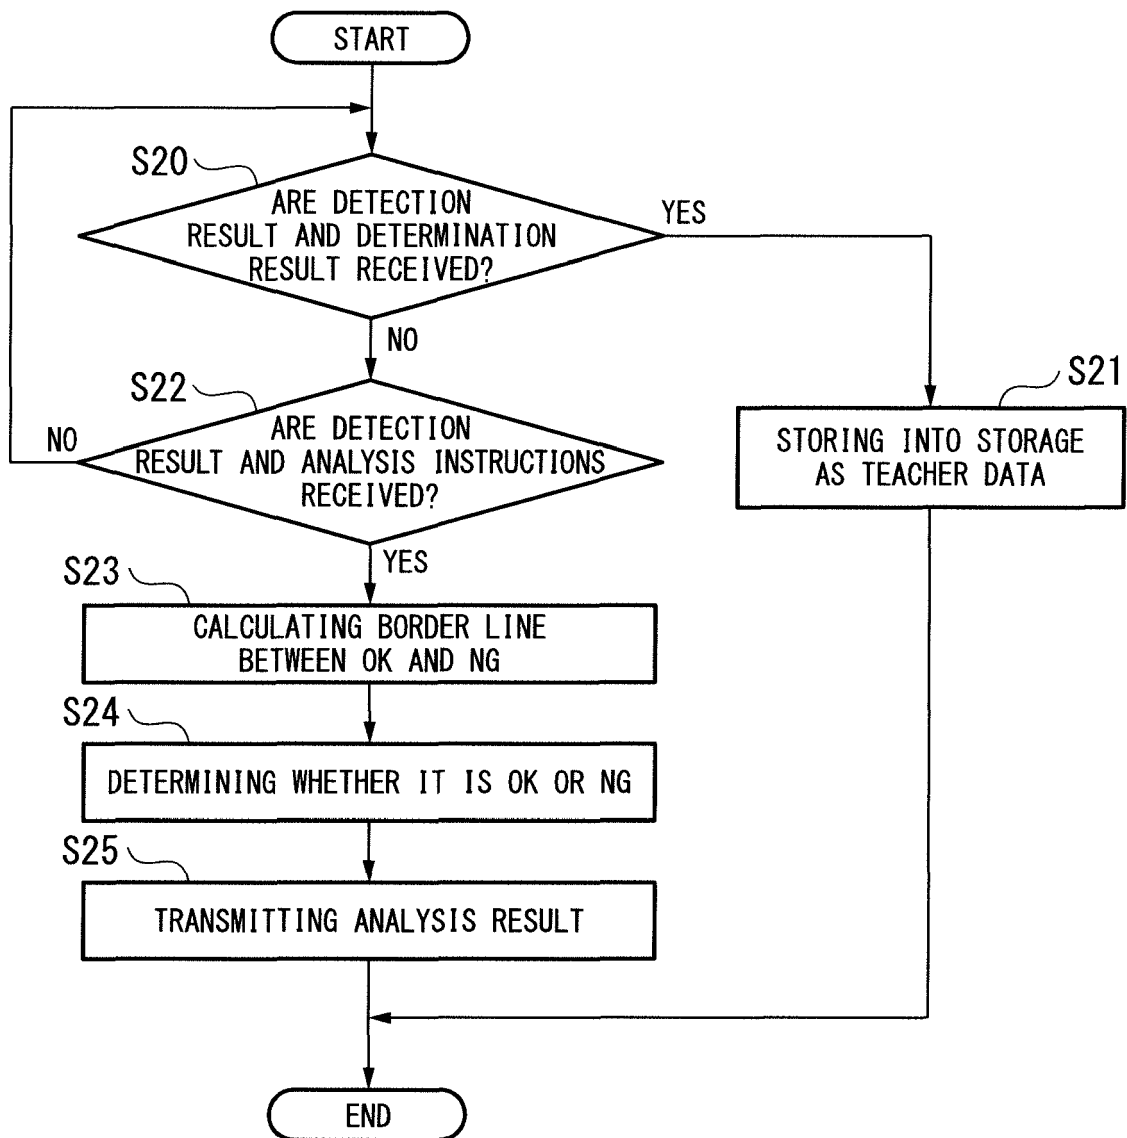 START
S20
ARE DETECTION
RESULT AND DETERMINATION
RESULT RECEIVED?
YES
NO
S22
ARE DETECTION
RESULT AND ANALYSIS INSTRUCTIONS
RECEIVED?
NO
YES
S21
STORING INTO STORAGE
AS TEACHER DATA
S23
CALCULATING BORDER LINE
BETWEEN OK AND NG
S24
DETERMINING WHETHER IT IS OK OR NG
S25
TRANSMITTING ANALYSIS RESULT
END